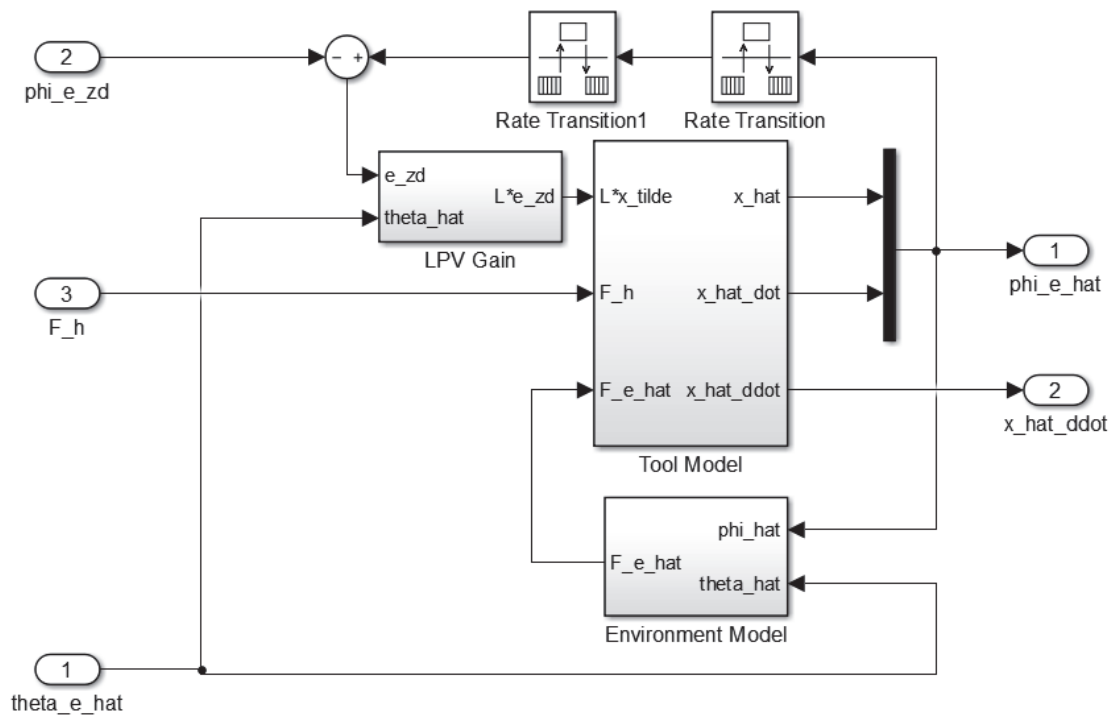 2
phi_e_zd
− +
Rate Transition1
Rate Transition
e_zd
theta_hat
L*e_zd
LPV Gain
L*x_tilde
x_hat
3
F_h
F_h
x_hat_dot
1
phi_e_hat
F_e_hat
x_hat_ddot
2
x_hat_ddot
Tool Model
phi_hat
F_e_hat
theta_hat
Environment Model
1
theta_e_hat